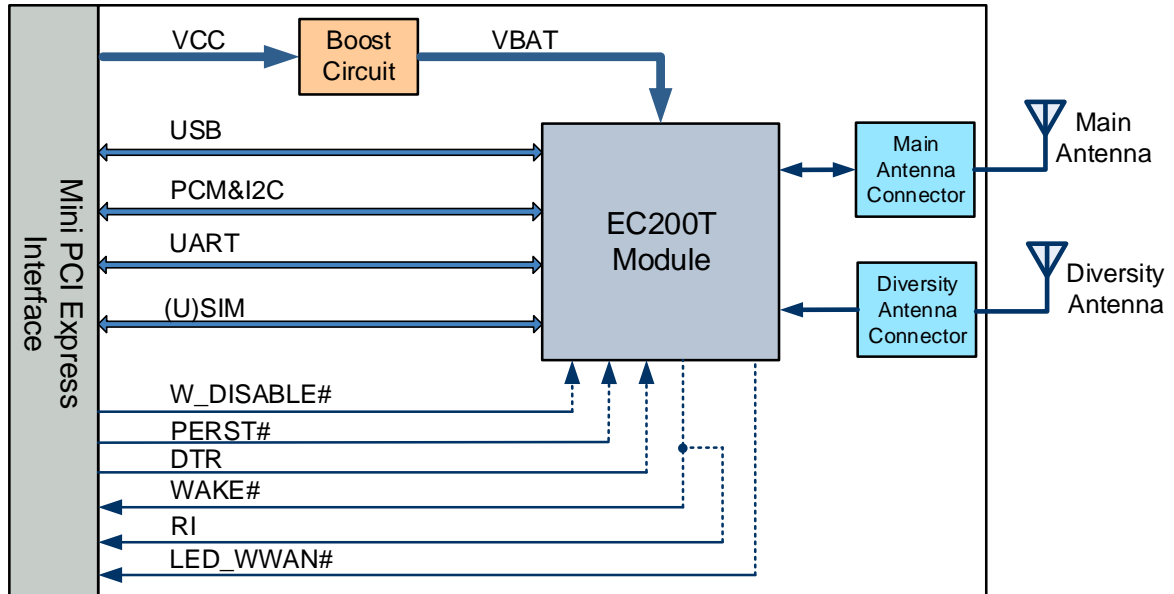 VCC
Boost
Circuit
VBAT
USB
PCM&I2C
UART
(U)SIM
Mini PCI Express
Interface
EC200T
Module
Main
Antenna
Connector
Main
Antenna
Diversity
Antenna
Connector
Diversity
Antenna
W_DISABLE#
PERST#
DTR
WAKE#
RI
LED_WWAN#